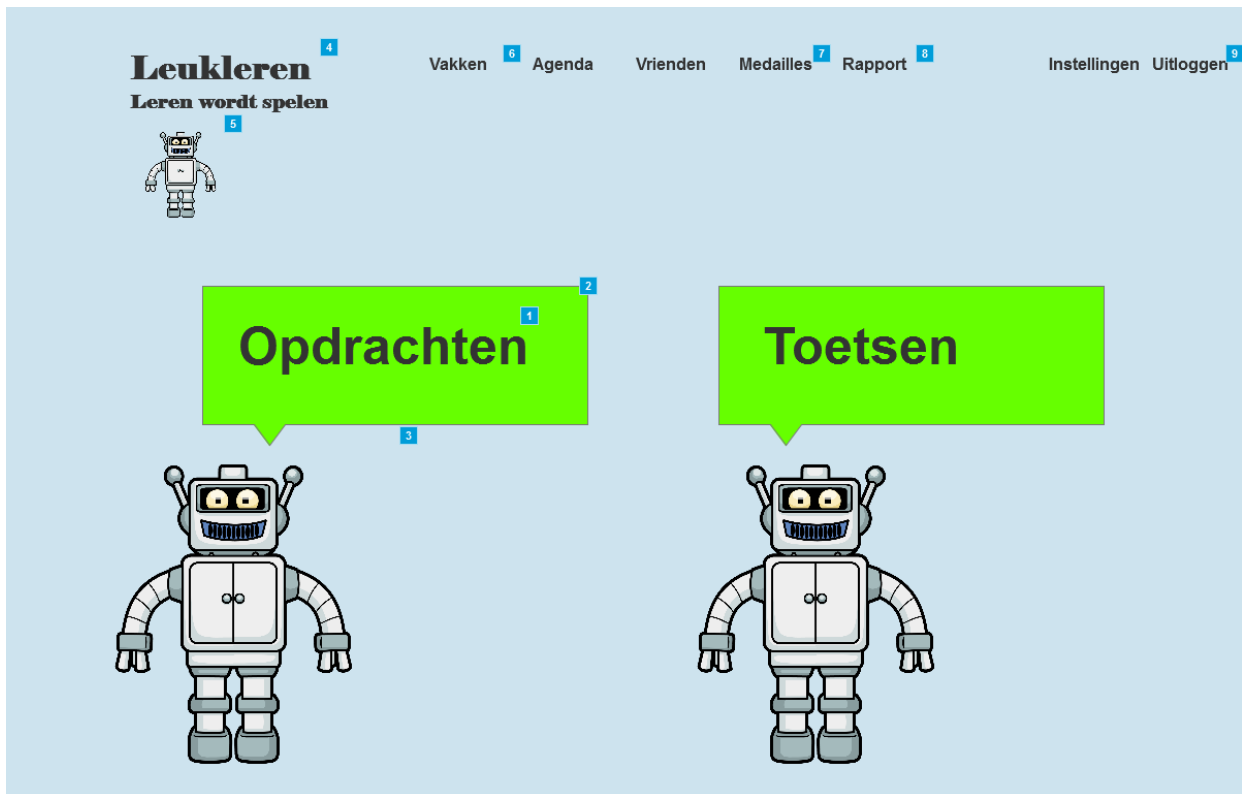 Leukleren 4
Leren wordt spelen
5
Vakken 6 Agenda Vrienden Medailles 7 Rapport 8 Instellingen Uitloggen 9
2
Opdrachten 1
3
Toetsen